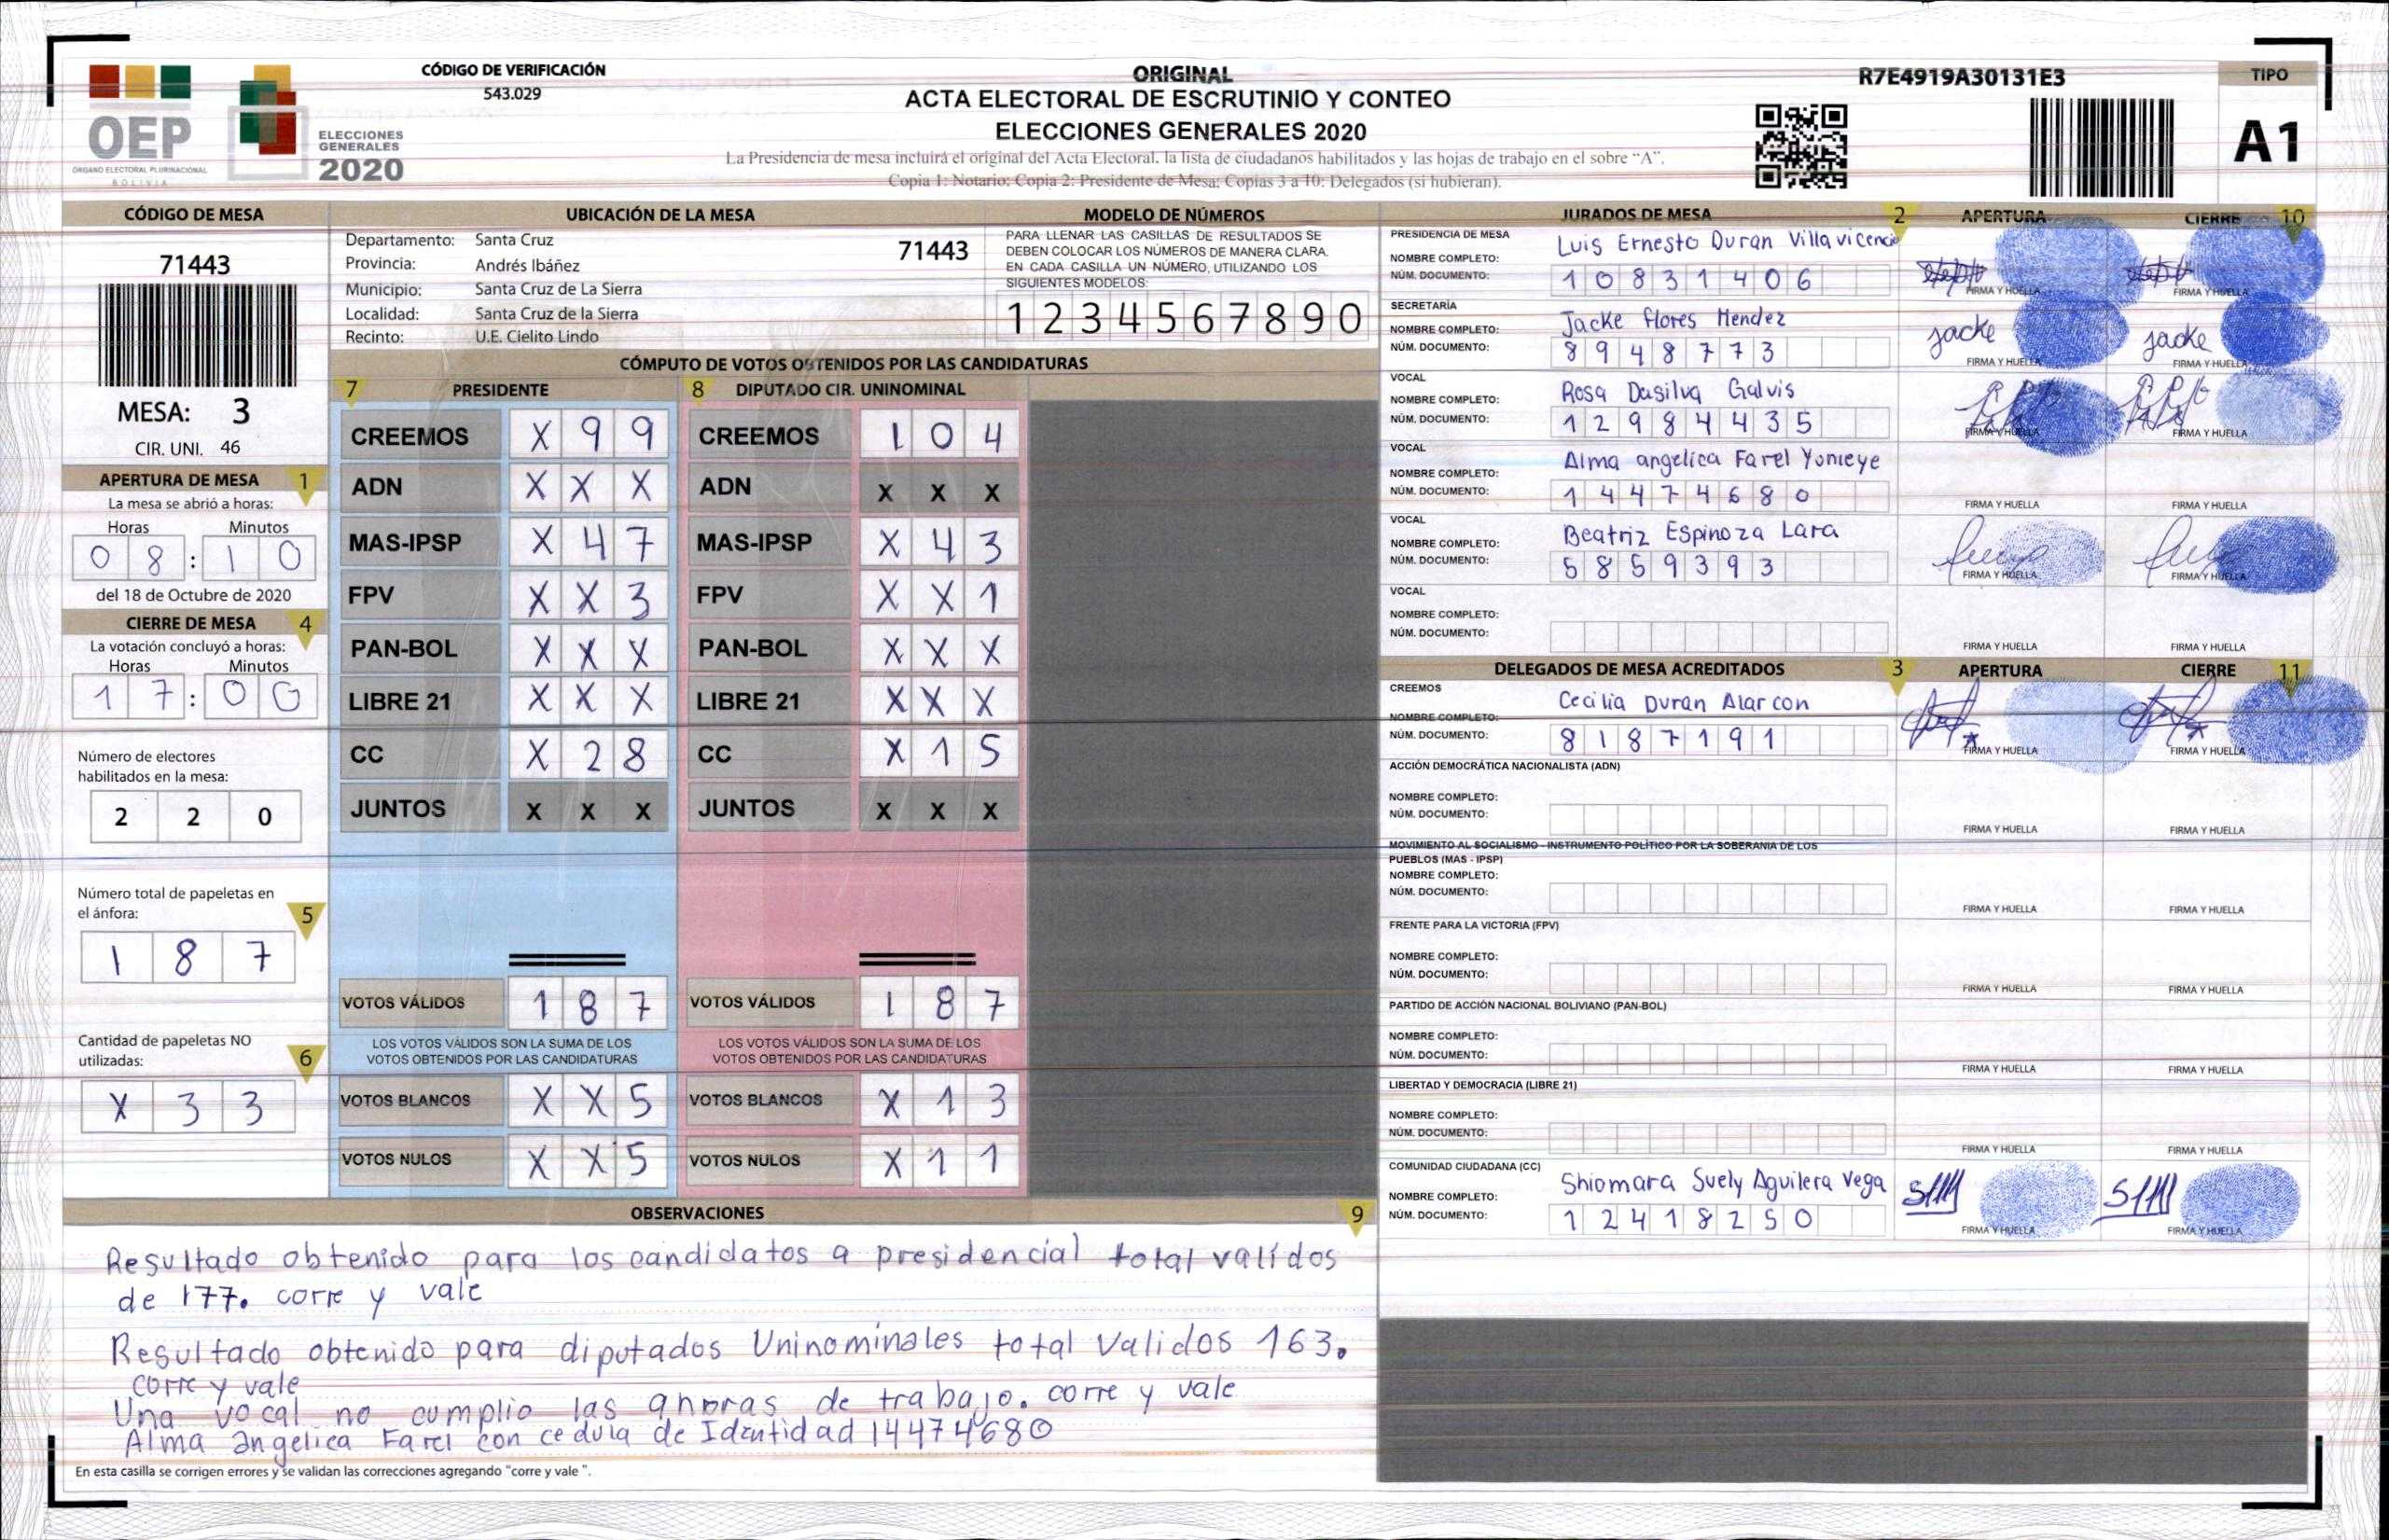 OEP
ÓRGANO ELECTORAL PLURINACIONAL
BOLIVIA
ELECCIONES
GENERALES
2020
CÓDIGO DE VERIFICACIÓN
543.029
ORIGINAL
ACTA ELECTORAL DE ESCRUTINIO Y CONTEO
ELECCIONES GENERALES 2020
La Presidencia de mesa incluirá el original del Acta Electoral, la lista de ciudadanos habilitados y las hojas de trabajo en el sobre "A".
Copia 1: Notario; Copia 2: Presidente de Mesa; Copias 3 a 10: Delegados (si hubieran).
R7E4919A30131E3
TIPO
A1
CÓDIGO DE MESA
71443
MESA: 3
CIR. UNI. 46
APERTURA DE MESA 1
La mesa se abrió a horas:
Horas Minutos
0 8 : 1 0
del 18 de Octubre de 2020
CIERRE DE MESA 4
La votación concluyó a horas:
Horas Minutos
1 7 : 0 0
Número de electores
habilitados en la mesa:
2 2 0
Número total de papeletas en
el ánfora: 5
1 8 7
Cantidad de papeletas NO
utilizadas: 6
X 3 3
UBICACIÓN DE LA MESA
Departamento: Santa Cruz 71443
Provincia: Andrés Ibáñez
Municipio: Santa Cruz de La Sierra
Localidad: Santa Cruz de la Sierra
Recinto: U.E. Cielito Lindo
MODELO DE NÚMEROS
PARA LLENAR LAS CASILLAS DE RESULTADOS SE
DEBEN COLOCAR LOS NÚMEROS DE MANERA CLARA.
EN CADA CASILLA UN NÚMERO, UTILIZANDO LOS
SIGUIENTES MODELOS:
1 2 3 4 5 6 7 8 9 0
CÓMPUTO DE VOTOS OBTENIDOS POR LAS CANDIDATURAS
7 PRESIDENTE 8 DIPUTADO CIR. UNINOMINAL
CREEMOS X 9 9 CREEMOS 1 0 4
ADN X X X ADN X X X
MAS-IPSP X 4 7 MAS-IPSP X 4 3
FPV X X 3 FPV X X 1
PAN-BOL X X X PAN-BOL X X X
LIBRE 21 X X X LIBRE 21 X X X
CC X 2 8 CC X 1 5
JUNTOS X X X JUNTOS X X X
VOTOS VÁLIDOS 1 8 7 VOTOS VÁLIDOS 1 8 7
LOS VOTOS VÁLIDOS SON LA SUMA DE LOS LOS VOTOS VÁLIDOS SON LA SUMA DE LOS
VOTOS OBTENIDOS POR LAS CANDIDATURAS VOTOS OBTENIDOS POR LAS CANDIDATURAS
VOTOS BLANCOS X X 5 VOTOS BLANCOS X 1 3
VOTOS NULOS X X 5 VOTOS NULOS X 1 1
OBSERVACIONES 9
Resultado obtenido para los candidatos a presidencial total validos
de 177. corre y vale
Resultado obtenido para diputados Uninominales total Validos 163.
corre y vale
Una vocal no cumplio las ahoras de trabajo. corre y vale
Alma angelica Farel con cedula de Identidad 14474680
En esta casilla se corrigen errores y se validan las correcciones agregando "corre y vale ".
JURADOS DE MESA 2 APERTURA CIERRE 10
PRESIDENCIA DE MESA
NOMBRE COMPLETO: Luis Ernesto Duran Villavicencio
NÚM. DOCUMENTO: 1 0 8 3 1 4 0 6
FIRMA Y HUELLA FIRMA Y HUELLA
SECRETARÍA
NOMBRE COMPLETO: Jacke flores Mendez
NÚM. DOCUMENTO: 8 9 4 8 7 7 3
jacke jacke
FIRMA Y HUELLA FIRMA Y HUELLA
VOCAL
NOMBRE COMPLETO: Rosa Dasilva Galvis
NÚM. DOCUMENTO: 1 2 9 8 4 4 3 5
FIRMA Y HUELLA FIRMA Y HUELLA
VOCAL
NOMBRE COMPLETO: Alma angelica Farel Yonieye
NÚM. DOCUMENTO: 1 4 4 7 4 6 8 0
FIRMA Y HUELLA FIRMA Y HUELLA
VOCAL
NOMBRE COMPLETO: Beatriz Espinoza Lara
NÚM. DOCUMENTO: 5 8 5 9 3 9 3
FIRMA Y HUELLA FIRMA Y HUELLA
VOCAL
NOMBRE COMPLETO:
NÚM. DOCUMENTO:
FIRMA Y HUELLA FIRMA Y HUELLA
DELEGADOS DE MESA ACREDITADOS 3 APERTURA CIERRE 11
CREEMOS
NOMBRE COMPLETO: Cecilia Duran Alarcon
NÚM. DOCUMENTO: 8 1 8 7 1 9 1
FIRMA Y HUELLA FIRMA Y HUELLA
ACCIÓN DEMOCRÁTICA NACIONALISTA (ADN)
NOMBRE COMPLETO:
NÚM. DOCUMENTO:
FIRMA Y HUELLA FIRMA Y HUELLA
MOVIMIENTO AL SOCIALISMO - INSTRUMENTO POLÍTICO POR LA SOBERANIA DE LOS
PUEBLOS (MAS - IPSP)
NOMBRE COMPLETO:
NÚM. DOCUMENTO:
FIRMA Y HUELLA FIRMA Y HUELLA
FRENTE PARA LA VICTORIA (FPV)
NOMBRE COMPLETO:
NÚM. DOCUMENTO:
FIRMA Y HUELLA FIRMA Y HUELLA
PARTIDO DE ACCIÓN NACIONAL BOLIVIANO (PAN-BOL)
NOMBRE COMPLETO:
NÚM. DOCUMENTO:
FIRMA Y HUELLA FIRMA Y HUELLA
LIBERTAD Y DEMOCRACIA (LIBRE 21)
NOMBRE COMPLETO:
NÚM. DOCUMENTO:
FIRMA Y HUELLA FIRMA Y HUELLA
COMUNIDAD CIUDADANA (CC)
NOMBRE COMPLETO: Shiomara Suely Aguilera Vega
NÚM. DOCUMENTO: 1 2 4 1 8 2 5 0
FIRMA Y HUELLA FIRMA Y HUELLA